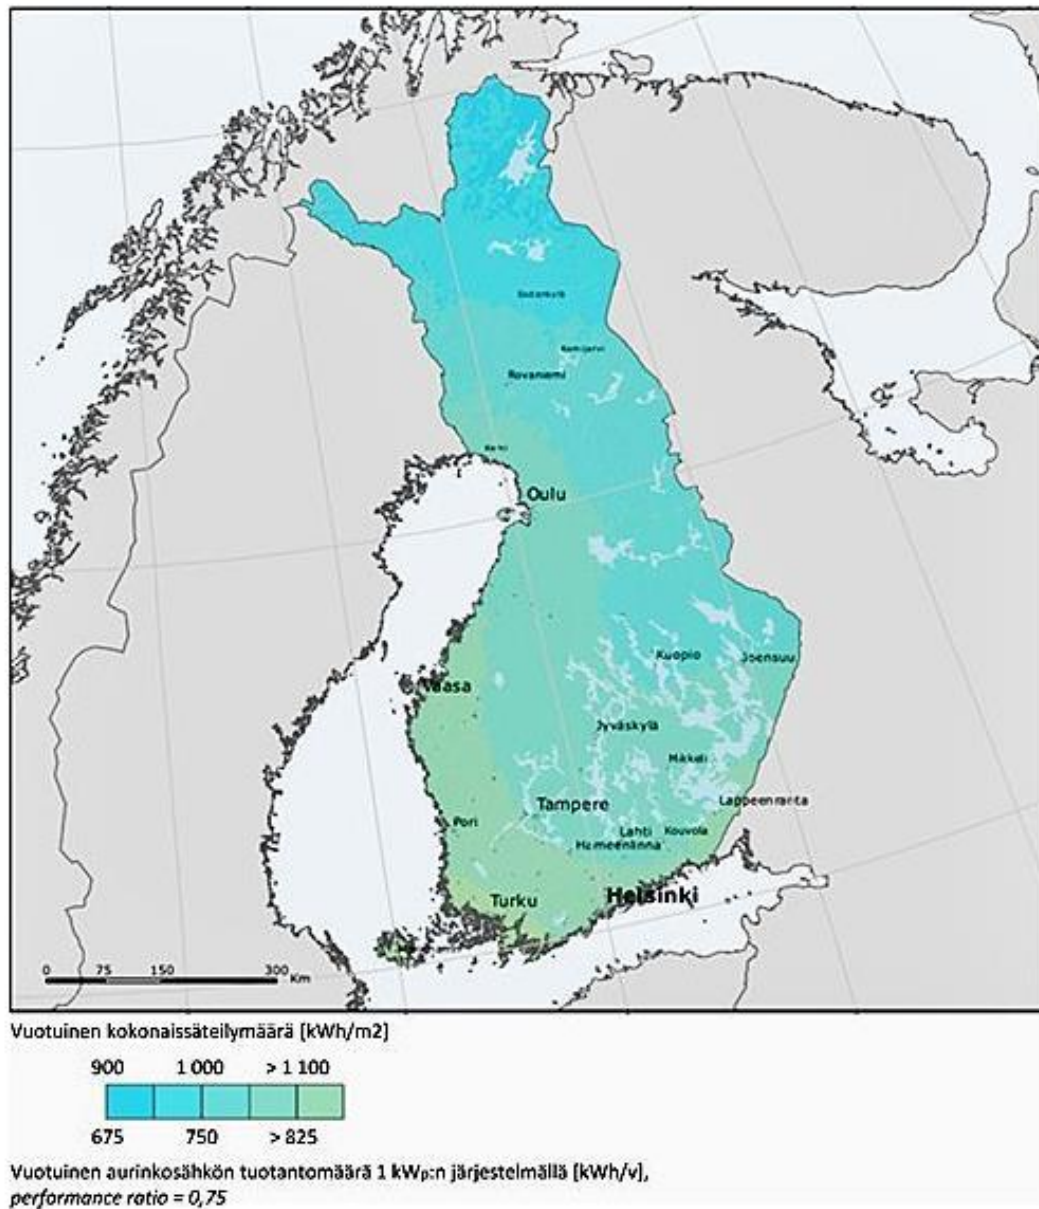 Sodankylä
Kemijärvi
Rovaniemi
Kemi
Oulu
Kuopio
Joensuu
Vaasa
Jyväskylä
Mikkeli
Tampere
Lappeenranta
Pori
Lahti
Kouvola
Hämeenlinna
Turku
Helsinki
0 75 150 300 Km
Vuotuinen kokonaissäteilymäärä [kWh/m2]
900 1 000 > 1 100
675 750 > 825
Vuotuinen aurinkosähkön tuotantomäärä 1 kWp:n järjestelmällä [kWh/v],
performance ratio = 0,75